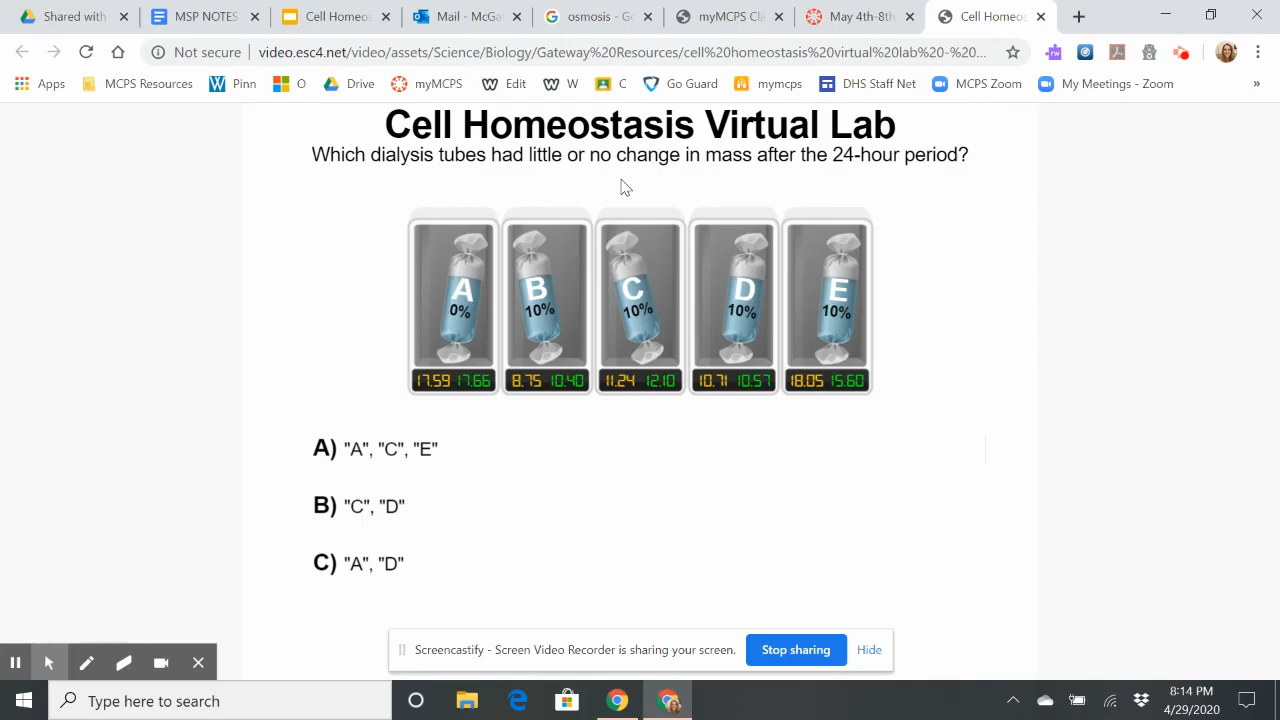 Shared with
MSP NOTES
Cell Homeos
Mail - McGa
osmosis - Go
myMCPS Cla
May 4th-8th
Cell Homeos
Not secure
video.esc4.net/video/assets/Science/Biology/Gateway%20Resources/cell%20homeostasis%20virtual%20lab%20-%20...
Apps
MCPS Resources
Pinn
O
Drive
myMCPS
Edit
W
C
Go Guard
mymcps
DHS Staff Net
MCPS Zoom
My Meetings - Zoom
»
Cell Homeostasis Virtual Lab
Which dialysis tubes had little or no change in mass after the 24-hour period?
A
B
C
D
E
0%
10%
10%
10%
10%
17.59 17.66
8.75 10.40
11.24 12.10
10.71 10.57
18.05 15.60
A) "A", "C", "E"
B) "C", "D"
C) "A", "D"
Screencastify - Screen Video Recorder is sharing your screen.
Stop sharing
Hide
Type here to search
8:14 PM
4/29/2020